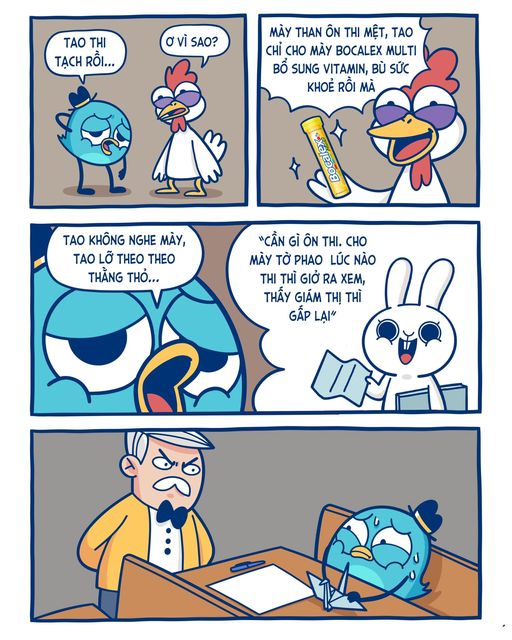 TAO THI
TẠCH RỒI...
Ơ VÌ SAO?
MÀY THAN ÔN THI MỆT, TAO
CHỈ CHO MÀY BOCALEX MULTI
BỔ SUNG VITAMIN, BÙ SỨC
KHOẺ RỒI MÀ
BOCALEX
TAO KHÔNG NGHE MÀY,
TAO LỠ THEO THEO
THẰNG THỎ...
"CẦN GÌ ÔN THI. CHO
MÀY TỜ PHAO LÚC NÀO
THI THÌ GIỞ RA XEM,
THẤY GIÁM THỊ THÌ
GẤP LẠI"